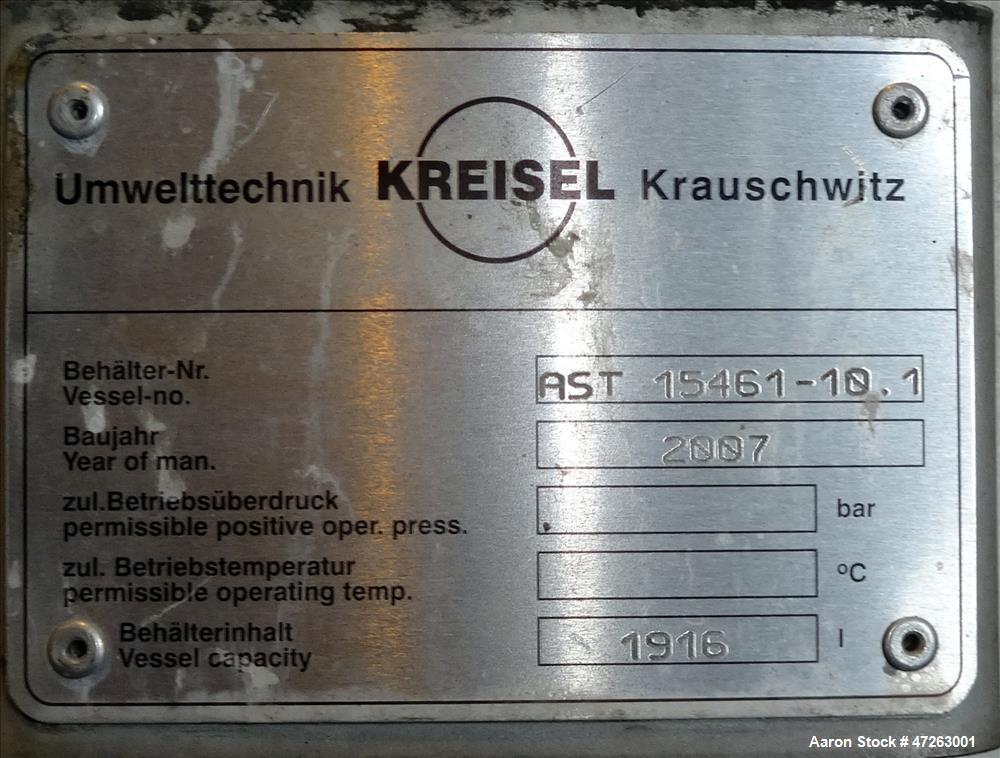 Umwelttechnik KREISEL Krauschwitz
Behälter-Nr.
Vessel-no.
AST 15461-10.1
Baujahr
Year of man.
2007
zul.Betriebsüberdruck
permissible positive oper. press.
bar
zul. Betriebstemperatur
permissible operating temp.
°C
Behälterinhalt
Vessel capacity
1916 l
Aaron Stock # 47263001